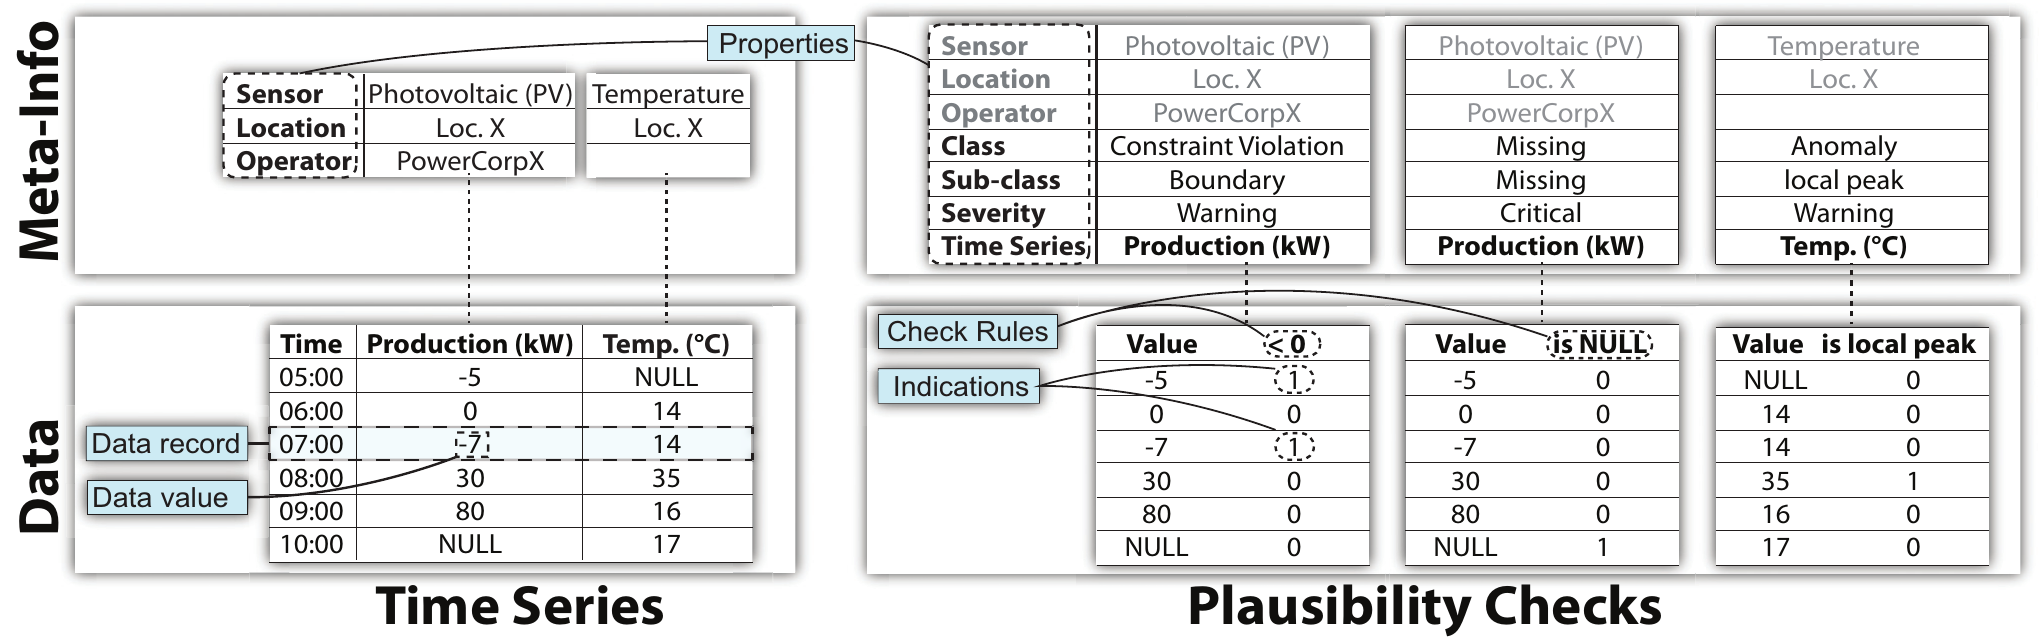 Meta-Info
Properties
Sensor Photovoltaic (PV) Temperature
Location Loc. X Loc. X
Operator PowerCorpX
Sensor Photovoltaic (PV) Photovoltaic (PV) Temperature
Location Loc. X Loc. X Loc. X
Operator PowerCorpX PowerCorpX
Class Constraint Violation Missing Anomaly
Sub-class Boundary Missing local peak
Severity Warning Critical Warning
Time Series Production (kW) Production (kW) Temp. (°C)
Data
Data record
Data value
Time Production (kW) Temp. (°C)
05:00 -5 NULL
06:00 0 14
07:00 -7 14
08:00 30 35
09:00 80 16
10:00 NULL 17
Check Rules
Indications
Value < 0 Value is NULL Value is local peak
-5 1 -5 0 NULL 0
0 0 0 0 14 0
-7 1 -7 0 14 0
30 0 30 0 35 1
80 0 80 0 16 0
NULL 0 NULL 1 17 0
Time Series
Plausibility Checks